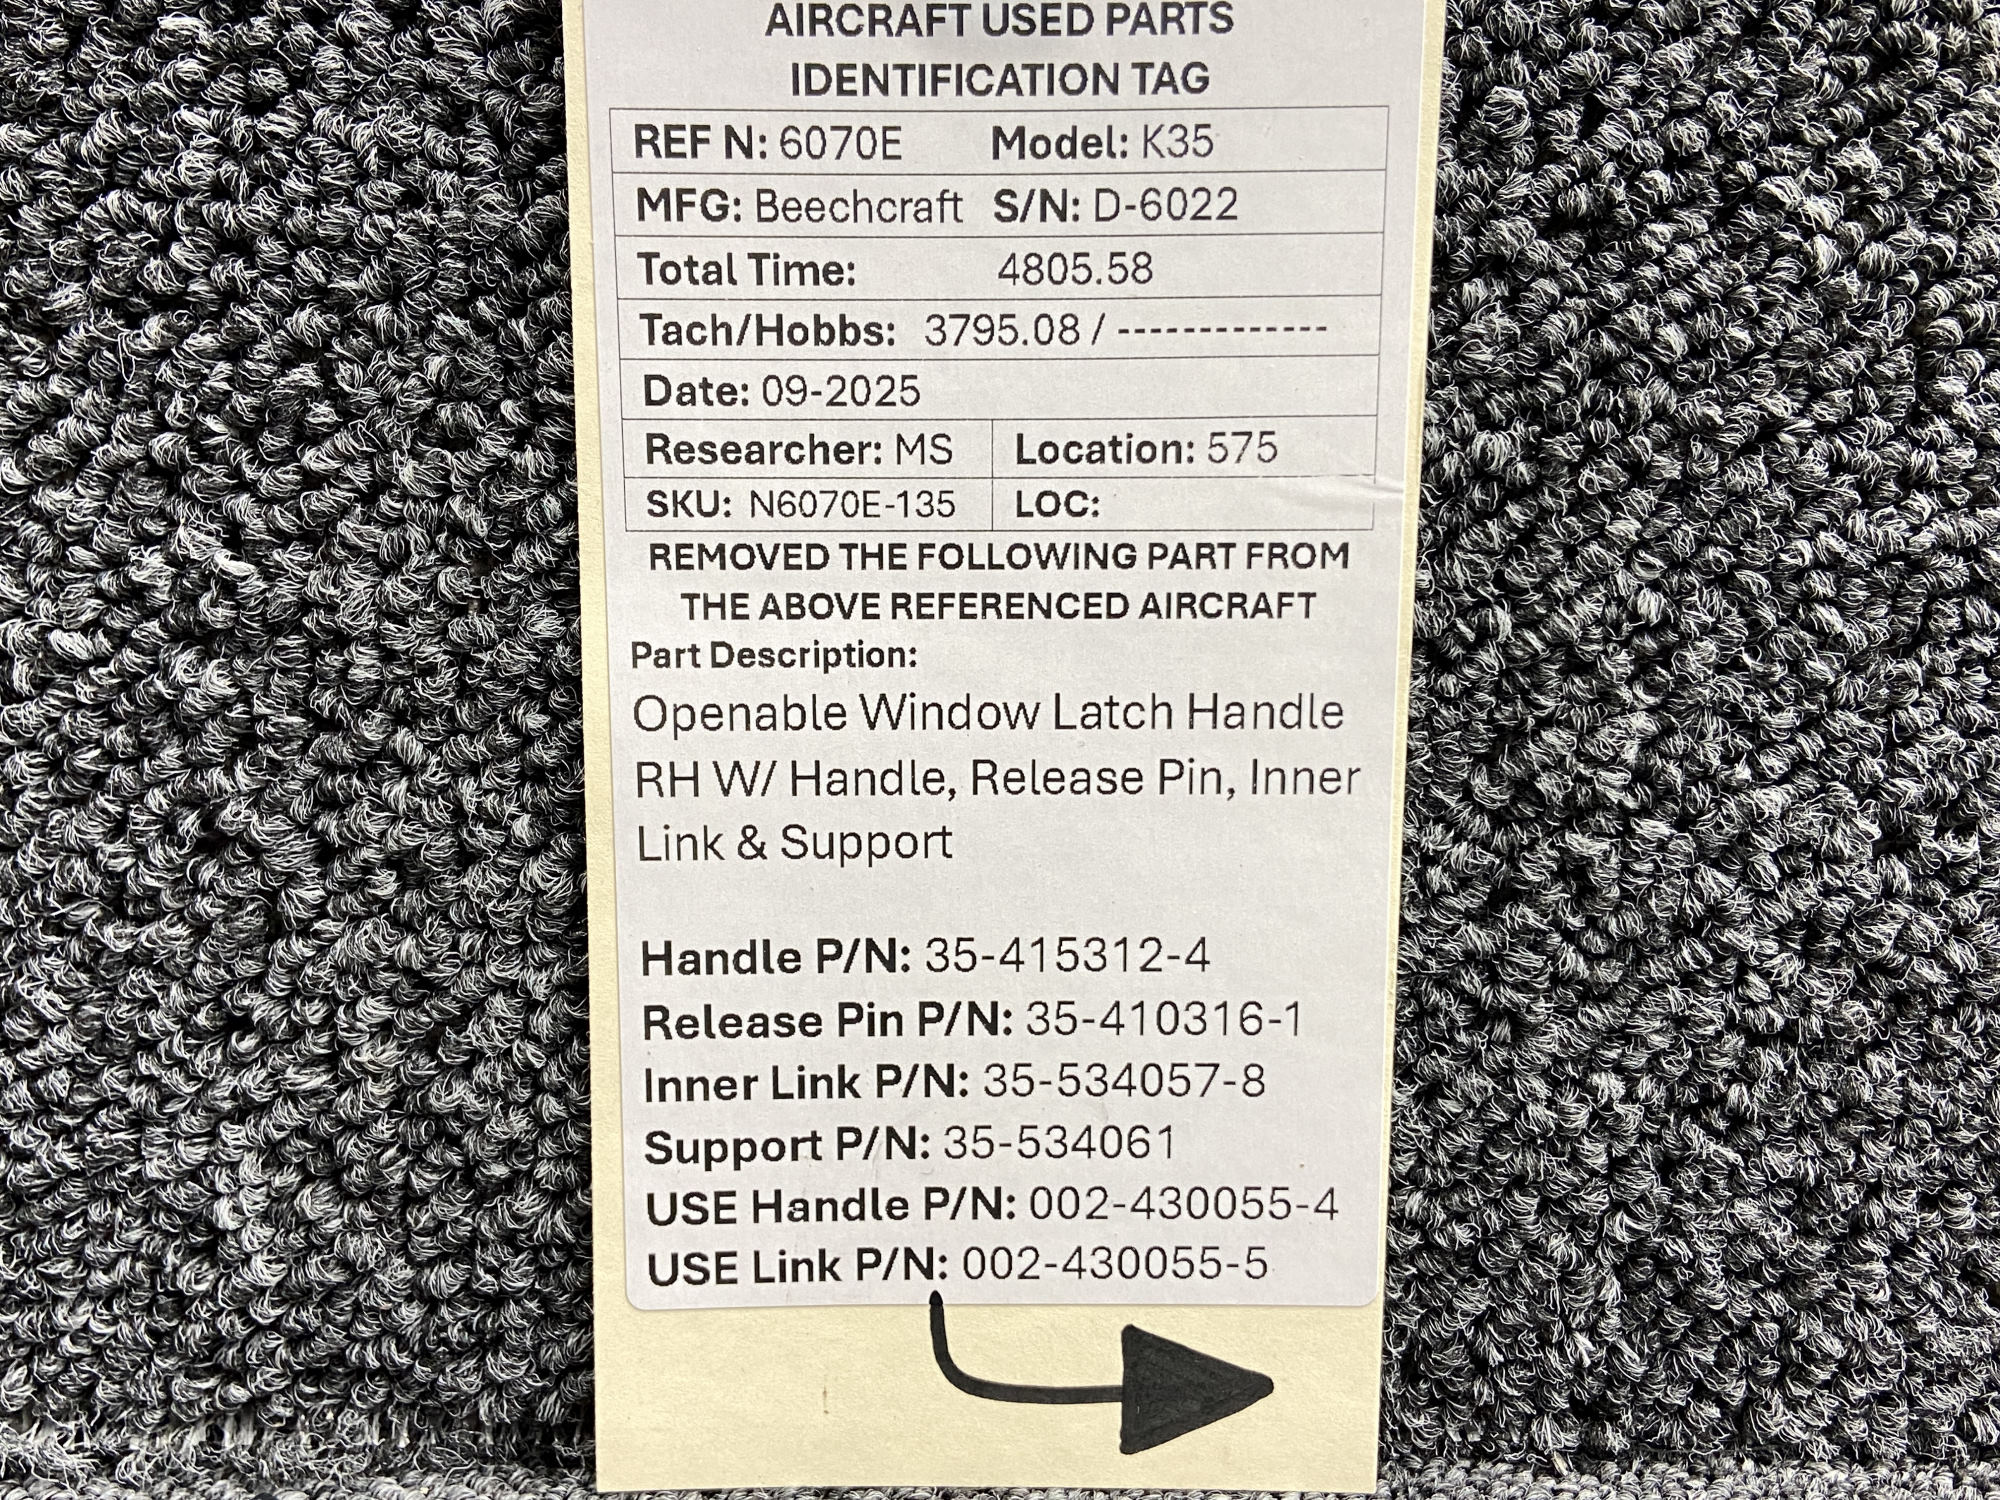 AIRCRAFT USED PARTS
IDENTIFICATION TAG
REF N: 6070E Model: K35
MFG: Beechcraft S/N: D-6022
Total Time: 4805.58
Tach/Hobbs: 3795.08 / -------------
Date: 09-2025
Researcher: MS Location: 575
SKU: N6070E-135 LOC:
REMOVED THE FOLLOWING PART FROM
THE ABOVE REFERENCED AIRCRAFT
Part Description:
Openable Window Latch Handle
RH W/ Handle, Release Pin, Inner
Link & Support
Handle P/N: 35-415312-4
Release Pin P/N: 35-410316-1
Inner Link P/N: 35-534057-8
Support P/N: 35-534061
USE Handle P/N: 002-430055-4
USE Link P/N: 002-430055-5